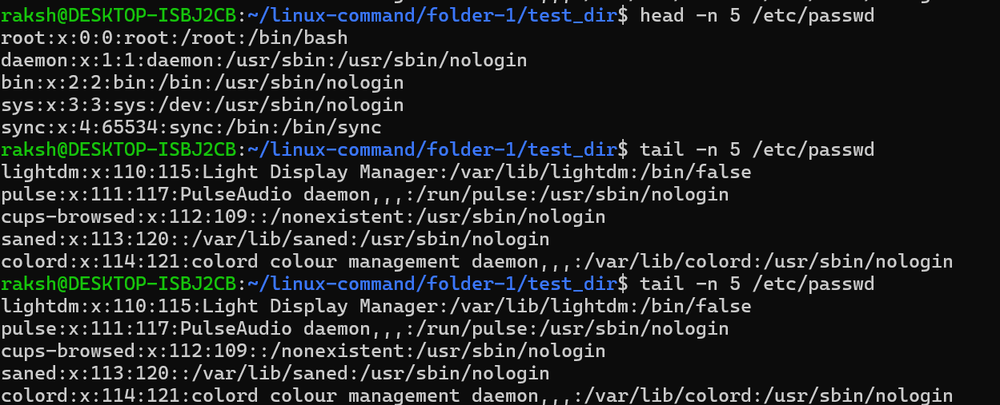 raksh@DESKTOP-ISBJ2CB:~/linux-command/folder-1/test_dir$ head -n 5 /etc/passwd
root:x:0:0:root:/root:/bin/bash
daemon:x:1:1:daemon:/usr/sbin:/usr/sbin/nologin
bin:x:2:2:bin:/bin:/usr/sbin/nologin
sys:x:3:3:sys:/dev:/usr/sbin/nologin
sync:x:4:65534:sync:/bin:/bin/sync
raksh@DESKTOP-ISBJ2CB:~/linux-command/folder-1/test_dir$ tail -n 5 /etc/passwd
lightdm:x:110:115:Light Display Manager:/var/lib/lightdm:/bin/false
pulse:x:111:117:PulseAudio daemon,,,:/run/pulse:/usr/sbin/nologin
cups-browsed:x:112:109::/nonexistent:/usr/sbin/nologin
saned:x:113:120::/var/lib/saned:/usr/sbin/nologin
colord:x:114:121:colord colour management daemon,,,:/var/lib/colord:/usr/sbin/nologin
raksh@DESKTOP-ISBJ2CB:~/linux-command/folder-1/test_dir$ tail -n 5 /etc/passwd
lightdm:x:110:115:Light Display Manager:/var/lib/lightdm:/bin/false
pulse:x:111:117:PulseAudio daemon,,,:/run/pulse:/usr/sbin/nologin
cups-browsed:x:112:109::/nonexistent:/usr/sbin/nologin
saned:x:113:120::/var/lib/saned:/usr/sbin/nologin
colord:x:114:121:colord colour management daemon,,,:/var/lib/colord:/usr/sbin/nologin